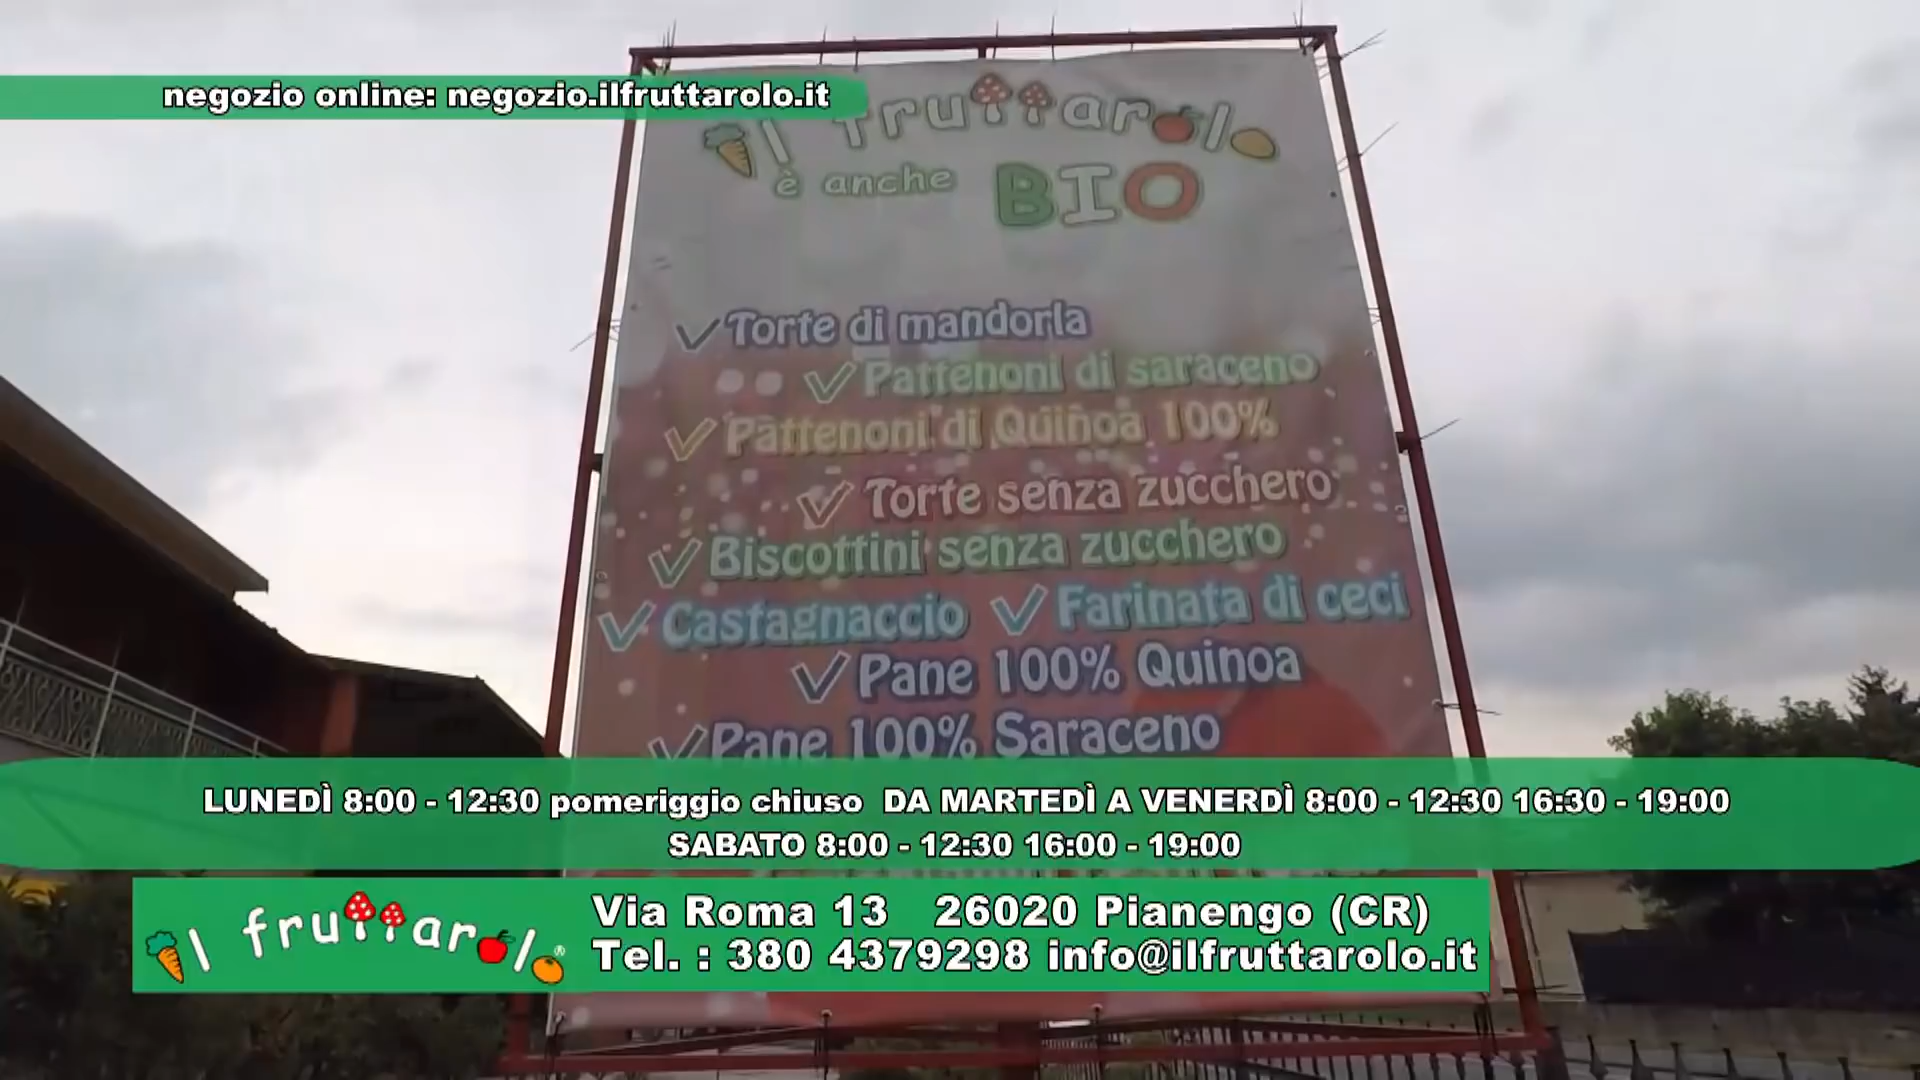 negozio online: negozio.ilfruttarolo.it
Il fruttarolo
è anche BIO
Torte di mandorla
Pattenoni di saraceno
Pattenoni di Quinoa 100%
Torte senza zucchero
Biscottini senza zucchero
Castagnaccio Farinata di ceci
Pane 100% Quinoa
Pane 100% Saraceno
LUNEDÌ 8:00 - 12:30 pomeriggio chiuso DA MARTEDÌ A VENERDÌ 8:00 - 12:30 16:30 - 19:00
SABATO 8:00 - 12:30 16:00 - 19:00
Il fruttarolo®
Via Roma 13 26020 Pianengo (CR)
Tel. : 380 4379298 info@ilfruttarolo.it